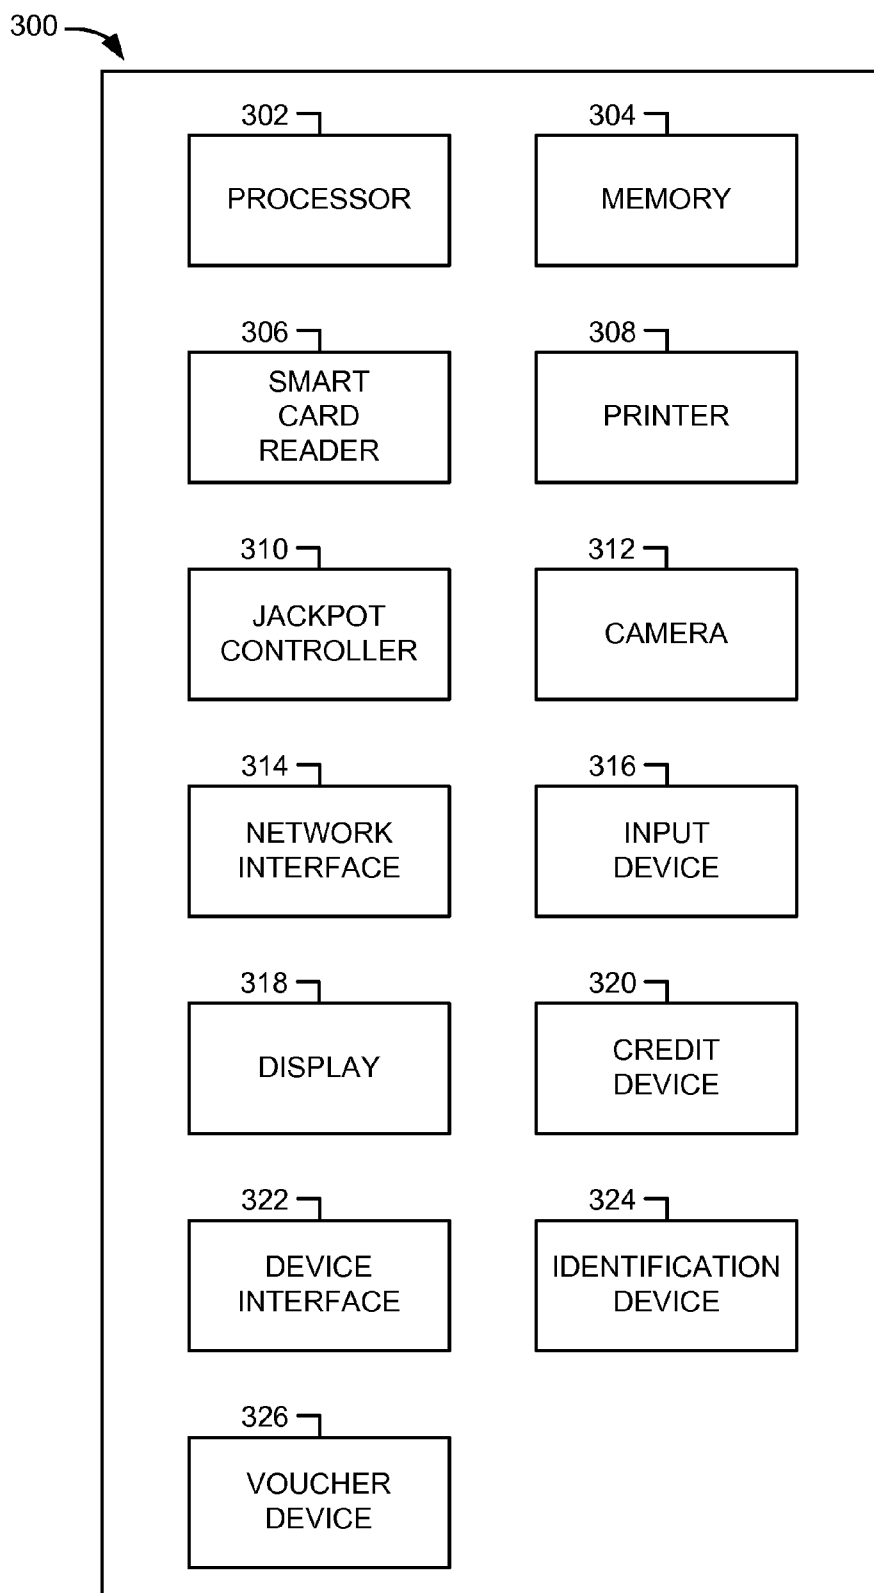 300
302
304
PROCESSOR
MEMORY
306
308
SMART
CARD
READER
PRINTER
310
312
JACKPOT
CONTROLLER
CAMERA
314
316
NETWORK
INTERFACE
INPUT
DEVICE
318
320
DISPLAY
CREDIT
DEVICE
322
324
DEVICE
INTERFACE
IDENTIFICATION
DEVICE
326
VOUCHER
DEVICE